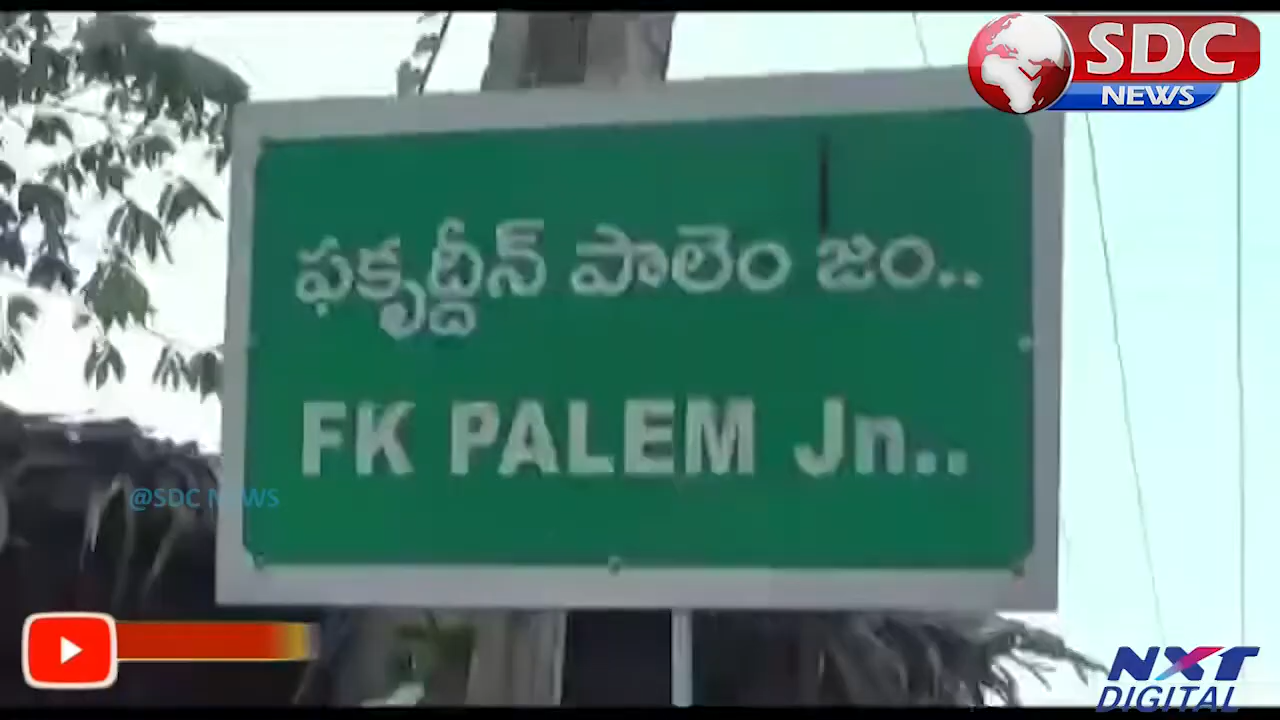 SDC
NEWS
ఫకృద్దీన్ పాలెం జం..
FK PALEM Jn..
@SDC NEWS
NXT
DIGITAL